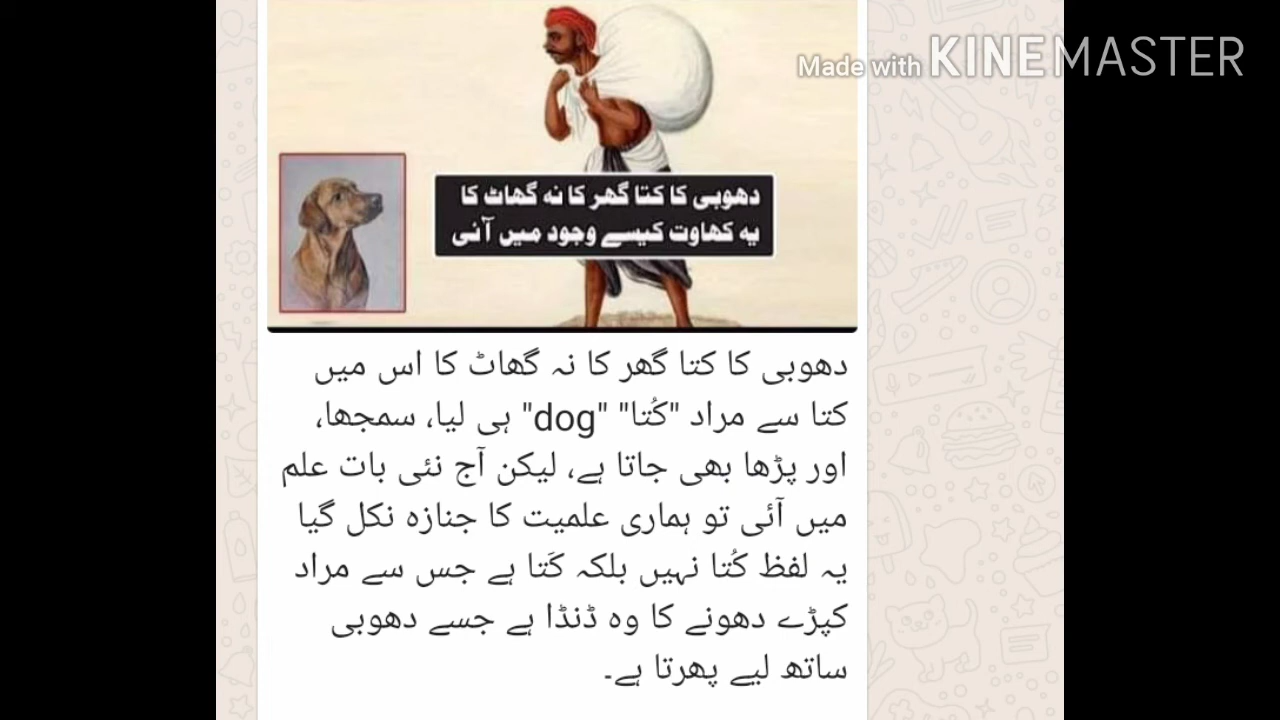 Made with KINEMASTER
دھوبی کا کتا گھر کا نہ گھاٹ کا
یہ کھاوت کیسے وجود میں آئی
دھوبی کا کتا گھر کا نہ گھاٹ کا اس میں
کتا سے مراد "کُتا" "dog" ہی لیا، سمجھا،
اور پڑھا بھی جاتا ہے، لیکن آج نئی بات علم
میں آئی تو ہماری علمیت کا جنازہ نکل گیا
یہ لفظ کُتا نہیں بلکہ کَتا ہے جس سے مراد
کپڑے دھونے کا وہ ڈنڈا ہے جسے دھوبی
ساتھ لیے پھرتا ہے۔